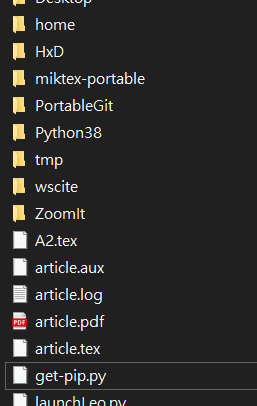 Desktop
home
HxD
miktex-portable
PortableGit
Python38
tmp
wscite
ZoomIt
A2.tex
article.aux
article.log
article.pdf
article.tex
get-pip.py
launchLeo.py